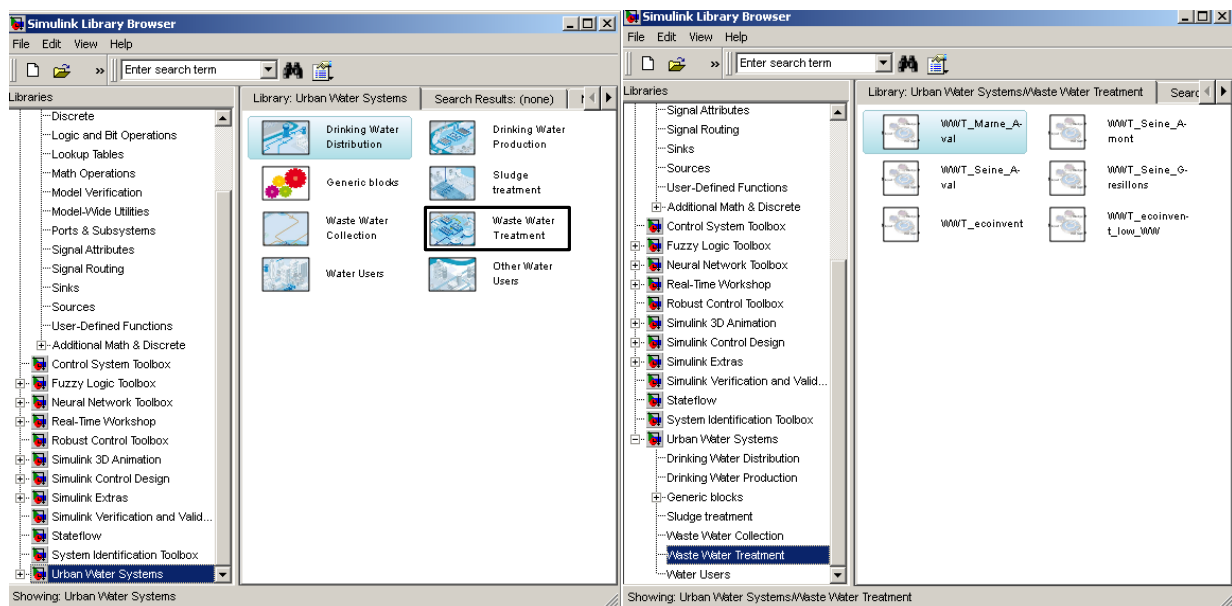 Simulink Library Browser
File Edit View Help
» Enter search term
Libraries
Discrete
Logic and Bit Operations
Lookup Tables
Math Operations
Model Verification
Model-Wide Utilities
Ports & Subsystems
Signal Attributes
Signal Routing
Sinks
Sources
User-Defined Functions
Additional Math & Discrete
Control System Toolbox
Fuzzy Logic Toolbox
Neural Network Toolbox
Real-Time Workshop
Robust Control Toolbox
Simulink 3D Animation
Simulink Control Design
Simulink Extras
Simulink Verification and Valid...
Stateflow
System Identification Toolbox
Urban Water Systems
Library: Urban Water Systems
Search Results: (none)
Drinking Water
Distribution
Drinking Water
Production
Generic blocks
Sludge
treatment
Waste Water
Collection
Waste Water
Treatment
Water Users
Other Water
Users
Showing: Urban Water Systems
Simulink Library Browser
File Edit View Help
» Enter search term
Libraries
Signal Attributes
Signal Routing
Sinks
Sources
User-Defined Functions
Additional Math & Discrete
Control System Toolbox
Fuzzy Logic Toolbox
Neural Network Toolbox
Real-Time Workshop
Robust Control Toolbox
Simulink 3D Animation
Simulink Control Design
Simulink Extras
Simulink Verification and Valid...
Stateflow
System Identification Toolbox
Urban Water Systems
Drinking Water Distribution
Drinking Water Production
Generic blocks
Sludge treatment
Waste Water Collection
Waste Water Treatment
Water Users
Library: Urban Water Systems/Waste Water Treatment
Searc
WWT_Marne_A-
val
WWT_Seine_A-
mont
WWT_Seine_A-
val
WWT_Seine_G-
resillons
WWT_ecoinvent
WWT_ecoinven-
t_low_WW
Showing: Urban Water Systems/Waste Water Treatment